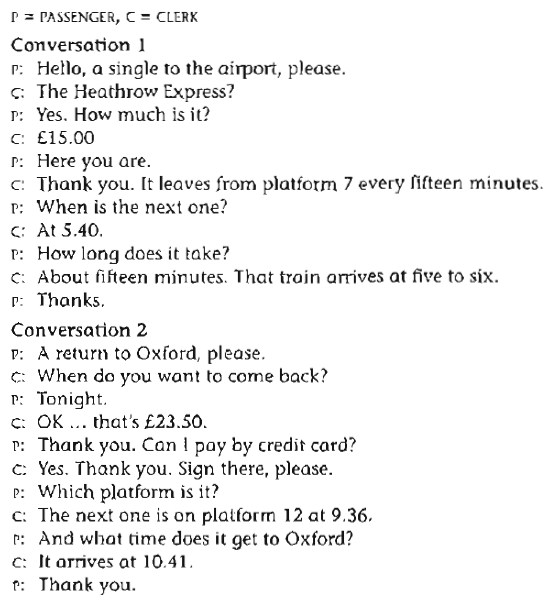 P = PASSENGER, C = CLERK
Conversation 1
P: Hello, a single to the airport, please.
C: The Heathrow Express?
P: Yes. How much is it?
C: £15.00
P: Here you are.
C: Thank you. It leaves from platform 7 every fifteen minutes.
P: When is the next one?
C: At 5.40.
P: How long does it take?
C: About fifteen minutes. That train arrives at five to six.
P: Thanks.
Conversation 2
P: A return to Oxford, please.
C: When do you want to come back?
P: Tonight.
C: OK ... that's £23.50.
P: Thank you. Can I pay by credit card?
C: Yes. Thank you. Sign there, please.
P: Which platform is it?
C: The next one is on platform 12 at 9.36.
P: And what time does it get to Oxford?
C: It arrives at 10.41.
P: Thank you.